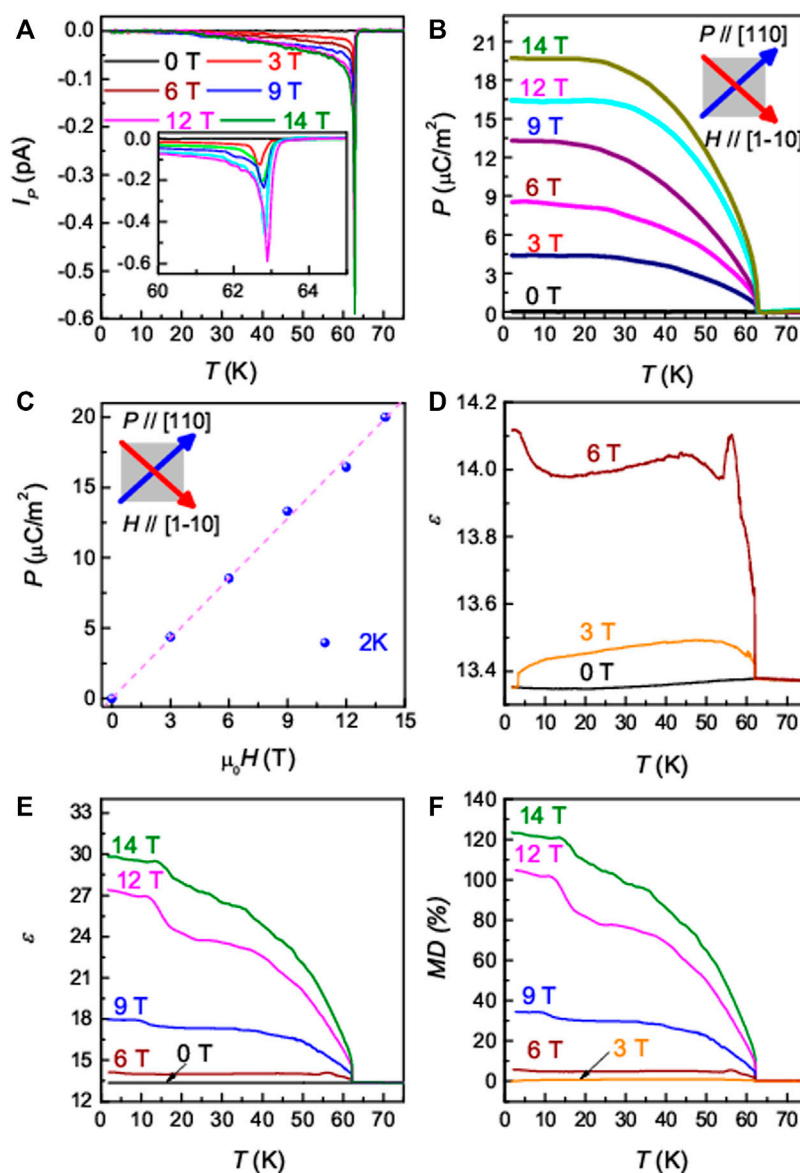 A
0.0
-0.1
-0.2
-0.3
-0.4
-0.5
-0.6
I_P (pA)
0 T 3 T
6 T 9 T
12 T 14 T
0.0
-0.2
-0.4
-0.6
60 62 64
0 10 20 30 40 50 60 70
T (K)
B
21
18
15
12
9
6
3
0
P (μC/m²)
14 T
12 T
9 T
6 T
3 T
0 T
P // [110]
H // [1-10]
0 10 20 30 40 50 60 70
T (K)
C
20
15
10
5
0
P (μC/m²)
P // [110]
H // [1-10]
2K
0 3 6 9 12 15
μ₀H (T)
D
14.2
14.0
13.8
13.6
13.4
ε
6 T
3 T
0 T
0 10 20 30 40 50 60 70
T (K)
E
33
30
27
24
21
18
15
12
ε
14 T
12 T
9 T
6 T
0 T
0 10 20 30 40 50 60 70
T (K)
F
140
120
100
80
60
40
20
0
MD (%)
14 T
12 T
9 T
6 T
3 T
0 10 20 30 40 50 60 70
T (K)